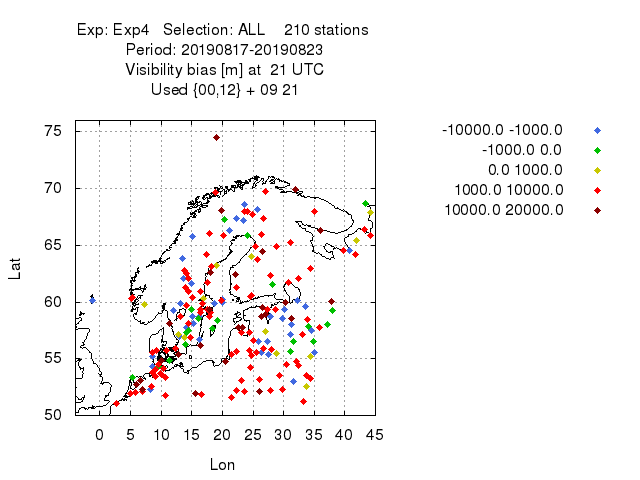 Exp: Exp4 Selection: ALL 210 stations
Period: 20190817-20190823
Visibility bias [m] at 21 UTC
Used {00,12} + 09 21
-10000.0 -1000.0
-1000.0 0.0
0.0 1000.0
1000.0 10000.0
10000.0 20000.0
75
70
65
60
55
50
Lat
0 5 10 15 20 25 30 35 40 45
Lon